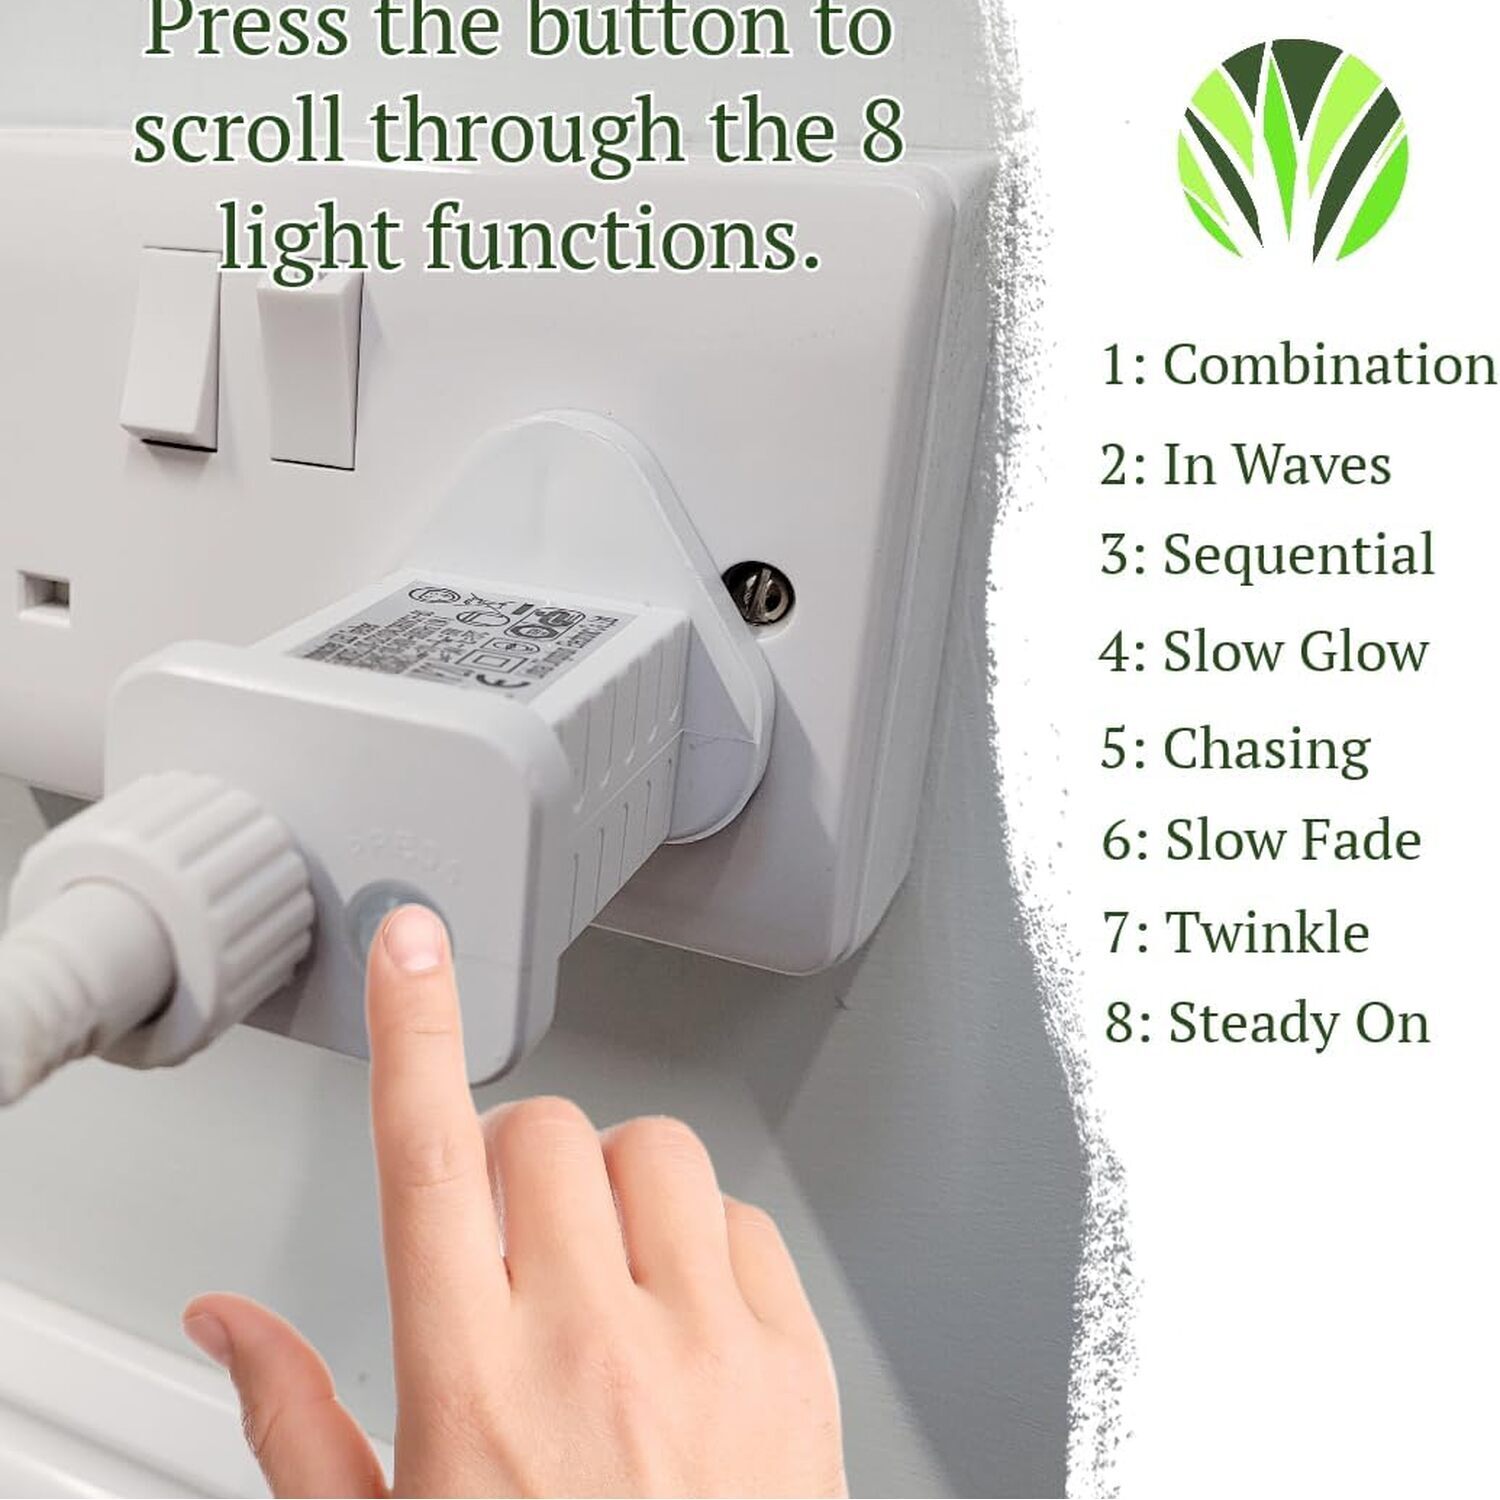 Press the button to
scroll through the 8
light functions.
1: Combination
2: In Waves
3: Sequential
4: Slow Glow
5: Chasing
6: Slow Fade
7: Twinkle
8: Steady On